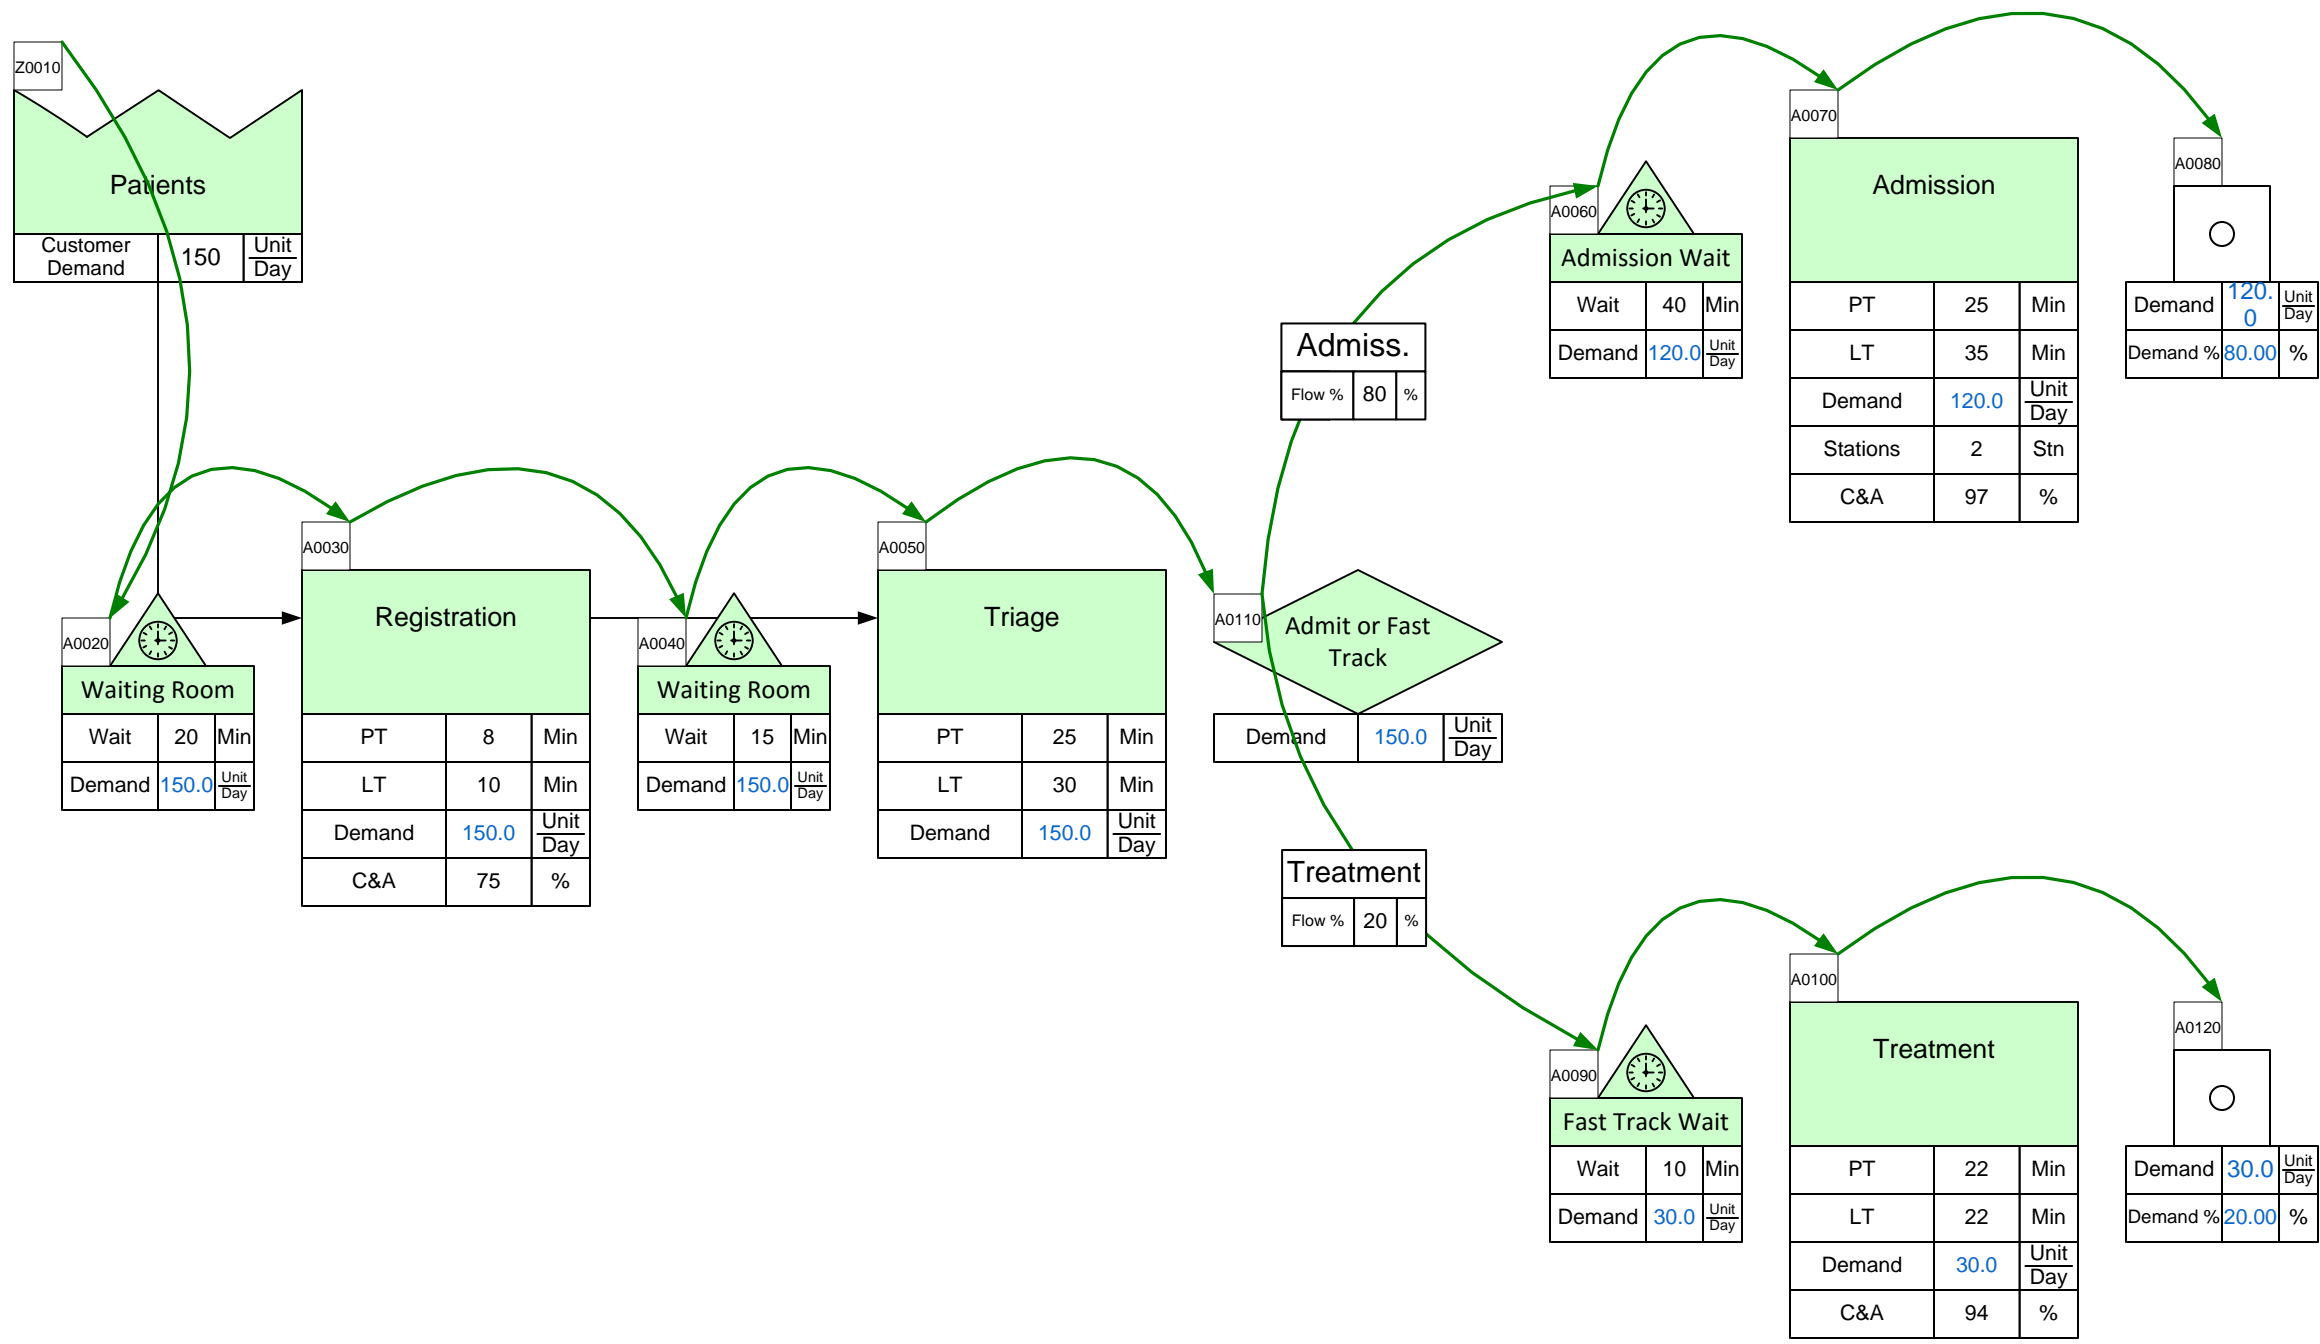 Z0010
Patients
Customer Demand 150 Unit Day
A0020
Waiting Room
Wait 20 Min
Demand 150.0 Unit Day
A0030
Registration
PT 8 Min
LT 10 Min
Demand 150.0 Unit Day
C&A 75 %
A0040
Waiting Room
Wait 15 Min
Demand 150.0 Unit Day
A0050
Triage
PT 25 Min
LT 30 Min
Demand 150.0 Unit Day
A0110
Admit or Fast
Track
Demand 150.0 Unit Day
Admiss.
Flow % 80 %
A0060
Admission Wait
Wait 40 Min
Demand 120.0 Unit Day
A0070
Admission
PT 25 Min
LT 35 Min
Demand 120.0 Unit Day
Stations 2 Stn
C&A 97 %
A0080
Demand 120.0 Unit Day
Demand % 80.00 %
Treatment
Flow % 20 %
A0090
Fast Track Wait
Wait 10 Min
Demand 30.0 Unit Day
A0100
Treatment
PT 22 Min
LT 22 Min
Demand 30.0 Unit Day
C&A 94 %
A0120
Demand 30.0 Unit Day
Demand % 20.00 %